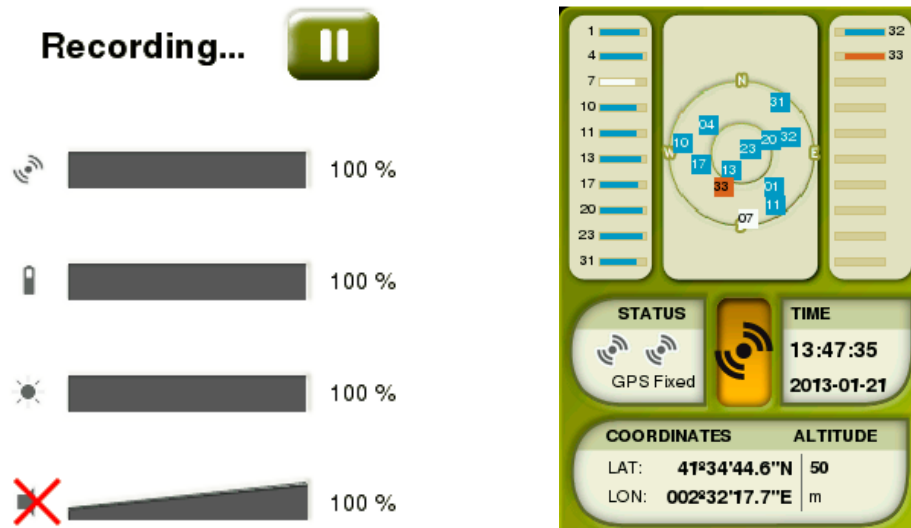 Recording...
100 %
100 %
100 %
100 %
1
4
7
10
11
13
17
20
23
31
N
31
04
10
W
20
32
23
E
17
13
33
01
11
07
32
33
STATUS
GPS Fixed
TIME
13:47:35
2013-01-21
COORDINATES
ALTITUDE
LAT: 41º34'44.6"N
50
LON: 002º32'17.7"E
m